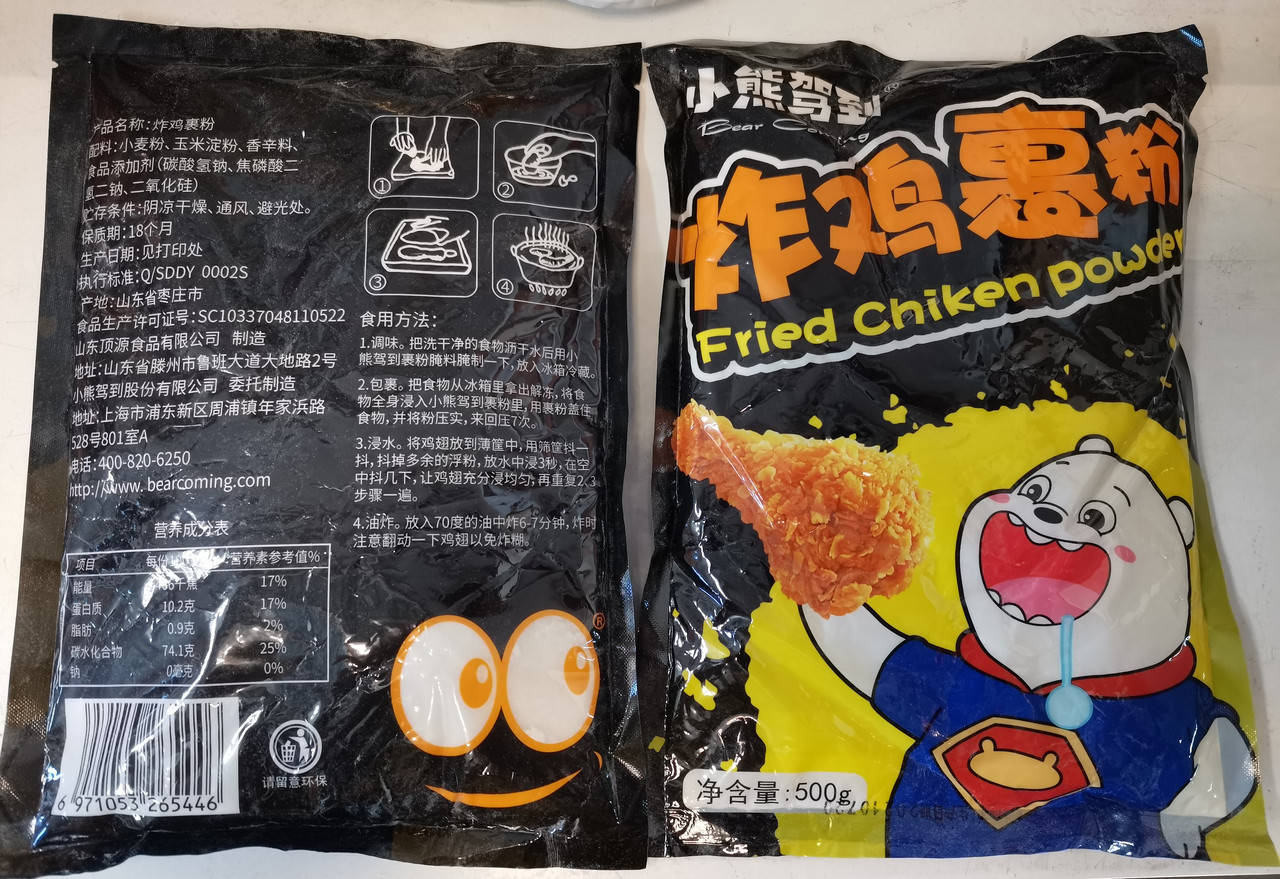 产品名称:炸鸡裹粉
配料:小麦粉、玉米淀粉、香辛料、
食品添加剂(碳酸氢钠、焦磷酸二
氢二钠、二氧化硅)
贮存条件:阴凉干燥、通风、避光处。
保质期:18个月
生产日期:见打印处
执行标准:Q/SDDY 0002S
产地:山东省枣庄市
食品生产许可证号:SC10337048110522
山东顶源食品有限公司 制造
地址:山东省滕州市鲁班大道大地路2号
小熊驾到股份有限公司 委托制造
地址:上海市浦东新区周浦镇年家浜路
528号801室A
电话:400-820-6250
http://www.bearcoming.com
营养成分表
项目 每份 营养素参考值%
能量 千焦 17%
蛋白质 10.2克 17%
脂肪 0.9克 2%
碳水化合物 74.1克 25%
钠 0毫克 0%
6 971053 265446
请留意环保
① ②
③ ④
食用方法:
1.调味。把洗干净的食物沥干水后用小
熊驾到裹粉腌料腌制一下,放入冰箱冷藏。
2.包裹。把食物从冰箱里拿出解冻,将食
物全身浸入小熊驾到裹粉里,用裹粉盖住
食物,并将粉压实,来回压7次。
3.浸水。将鸡翅放到薄筐中,用筛筐抖一
抖,抖掉多余的浮粉,放水中浸3秒,在空
中抖几下,让鸡翅充分浸均匀,再重复2.3
步骤一遍。
4.油炸。放入70度的油中炸6-7分钟,炸时
注意翻动一下鸡翅以免炸糊。
®
小熊驾到®
Bear
炸鸡裹粉
Fried Chiken Powder
净含量:500g